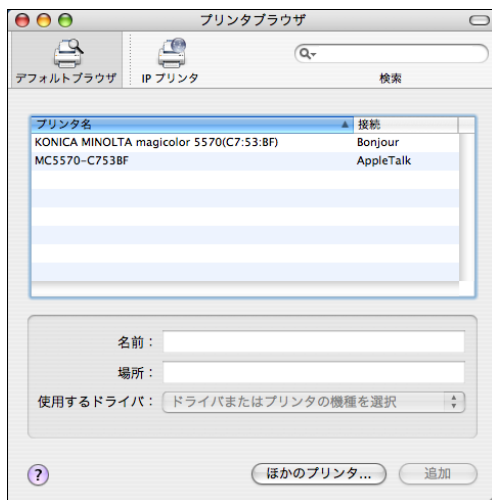 プリンタブラウザ
デフォルトブラウザ
IP プリンタ
検索
プリンタ名 接続
KONICA MINOLTA magicolor 5570(C7:53:BF) Bonjour
MC5570-C753BF AppleTalk
名前：
場所：
使用するドライバ： ドライバまたはプリンタの機種を選択
? ほかのプリンタ... 追加